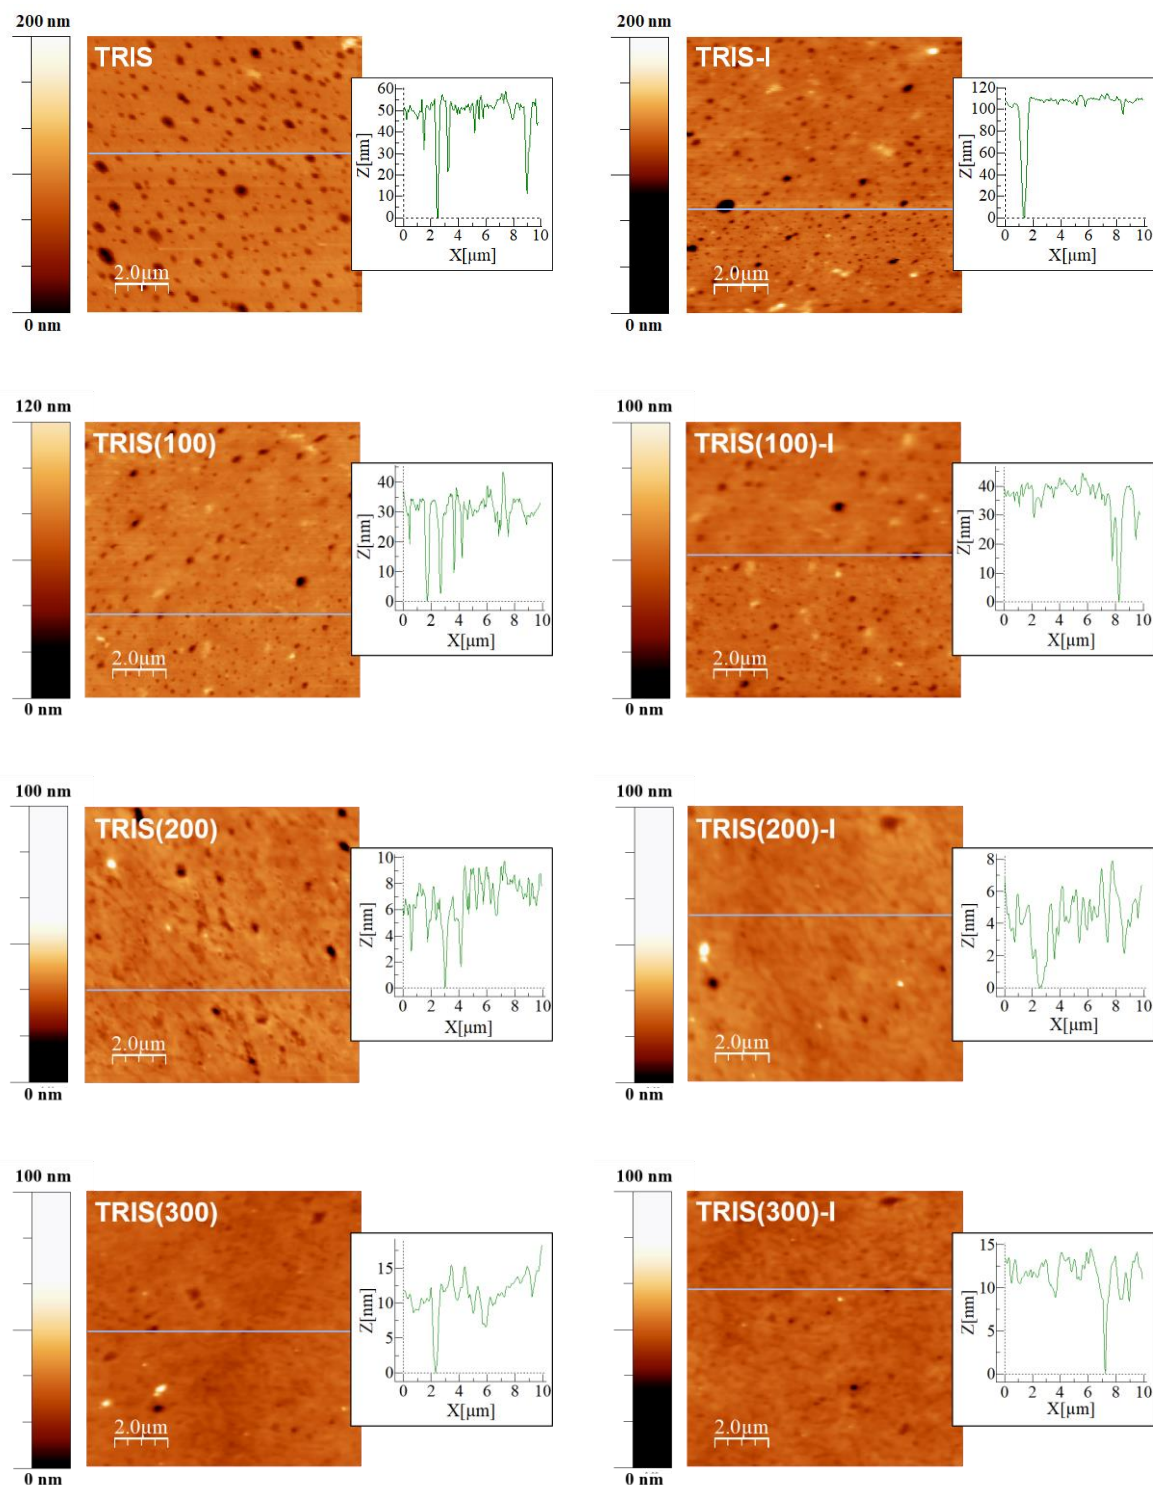 200 nm
TRIS
2.0µm
0 nm
60
50
40
30
20
10
0
Z[nm]
0 2 4 6 8 10
X[µm]
200 nm
TRIS-I
2.0µm
0 nm
120
100
80
60
40
20
0
Z[nm]
0 2 4 6 8 10
X[µm]
120 nm
TRIS(100)
2.0µm
0 nm
40
30
20
10
0
Z[nm]
0 2 4 6 8 10
X[µm]
100 nm
TRIS(100)-I
2.0µm
0 nm
40
30
20
10
0
Z[nm]
0 2 4 6 8 10
X[µm]
100 nm
TRIS(200)
2.0µm
0 nm
10
8
6
4
2
0
Z[nm]
0 2 4 6 8 10
X[µm]
100 nm
TRIS(200)-I
2.0µm
0 nm
8
6
4
2
0
Z[nm]
0 2 4 6 8 10
X[µm]
100 nm
TRIS(300)
2.0µm
0 nm
15
10
5
0
Z[nm]
0 2 4 6 8 10
X[µm]
100 nm
TRIS(300)-I
2.0µm
0 nm
15
10
5
0
Z[nm]
0 2 4 6 8 10
X[µm]